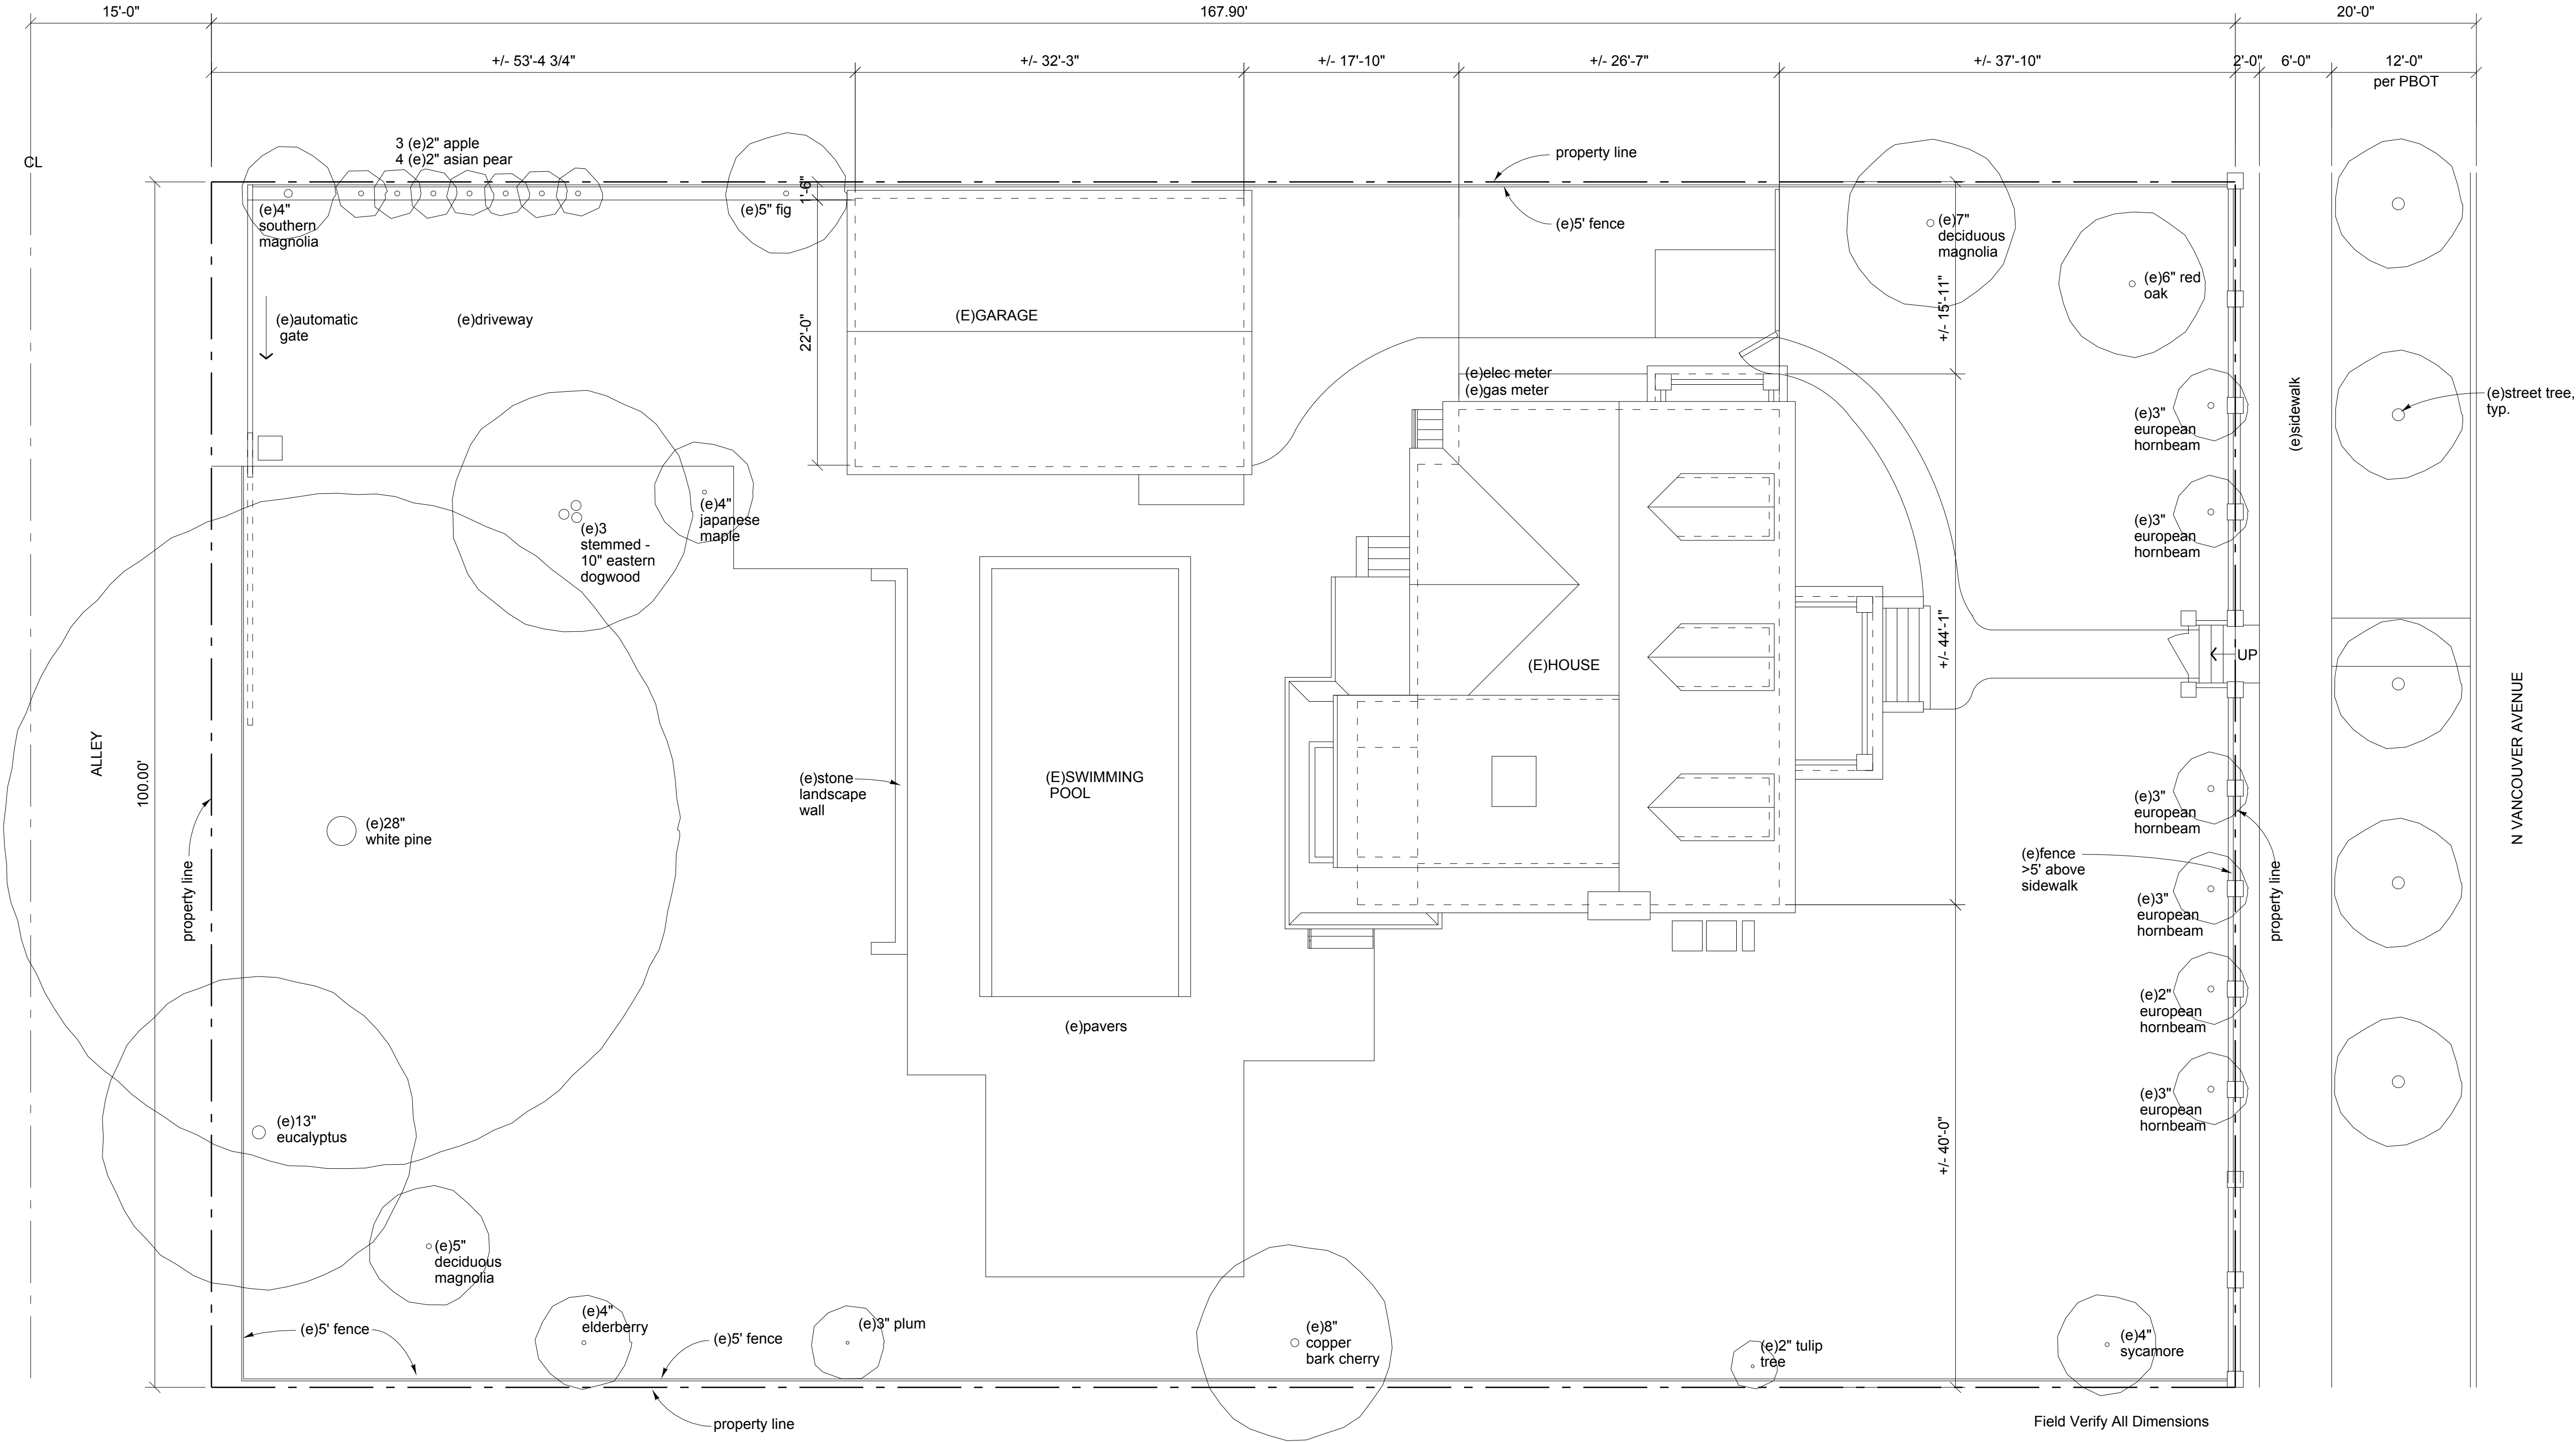 15'-0"
167.90'
20'-0"
+/- 53'-4 3/4"
+/- 32'-3"
+/- 17'-10"
+/- 26'-7"
+/- 37'-10"
2'-0"
6'-0"
12'-0"
per PBOT
CL
3 (e)2" apple
4 (e)2" asian pear
property line
(e)4"
southern
magnolia
(e)5" fig
1'-6"
(e)5' fence
(e)7"
deciduous
magnolia
(e)6" red
oak
(e)automatic
gate
(e)driveway
22'-0"
(E)GARAGE
+/- 15'-11"
(e)elec meter
(e)gas meter
(e)3"
european
hornbeam
(e)sidewalk
(e)street tree,
typ.
(e)4"
japanese
maple
(e)3
stemmed -
10" eastern
dogwood
(e)3"
european
hornbeam
+/- 44'-1"
(E)HOUSE
UP
ALLEY
100.00'
(e)stone
landscape
wall
(E)SWIMMING
POOL
N VANCOUVER AVENUE
(e)28"
white pine
(e)3"
european
hornbeam
property line
(e)fence
>5' above
sidewalk
property line
(e)3"
european
hornbeam
(e)2"
european
hornbeam
(e)pavers
(e)13"
eucalyptus
+/- 40'-0"
(e)3"
european
hornbeam
(e)5"
deciduous
magnolia
(e)4"
elderberry
(e)5' fence
(e)5' fence
(e)3" plum
(e)8"
copper
bark cherry
(e)2" tulip
tree
(e)4"
sycamore
property line
Field Verify All Dimensions